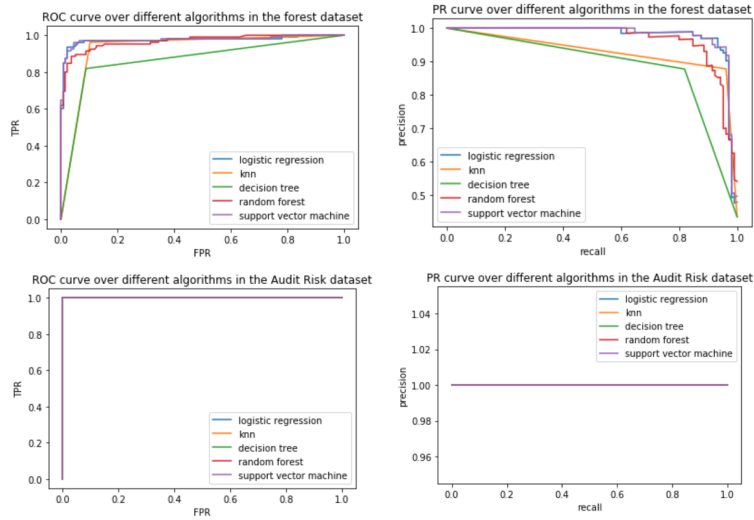 ROC curve over different algorithms in the forest dataset
1.0
0.8
0.6
0.4
0.2
0.0
TPR
0.0 0.2 0.4 0.6 0.8 1.0
FPR
logistic regression
knn
decision tree
random forest
support vector machine
PR curve over different algorithms in the forest dataset
1.0
0.9
0.8
0.7
0.6
0.5
precision
0.0 0.2 0.4 0.6 0.8 1.0
recall
logistic regression
knn
decision tree
random forest
support vector machine
ROC curve over different algorithms in the Audit Risk dataset
1.0
0.8
0.6
0.4
0.2
0.0
TPR
0.0 0.2 0.4 0.6 0.8 1.0
FPR
logistic regression
knn
decision tree
random forest
support vector machine
PR curve over different algorithms in the Audit Risk dataset
1.04
1.02
1.00
0.98
0.96
precision
0.0 0.2 0.4 0.6 0.8 1.0
recall
logistic regression
knn
decision tree
random forest
support vector machine